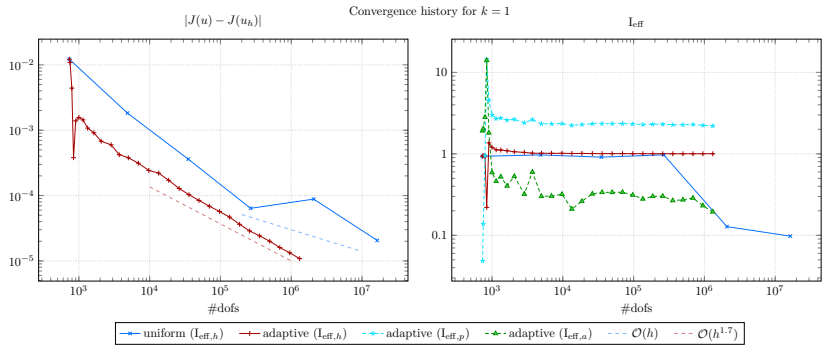 Convergence history for k = 1
|J(u) − J(u_h)|
I_eff
10^−2
10^−3
10^−4
10^−5
10^3 10^4 10^5 10^6 10^7
#dofs
10
1
0.1
10^3 10^4 10^5 10^6 10^7
#dofs
uniform (I_eff,h) adaptive (I_eff,h) adaptive (I_eff,p) adaptive (I_eff,a) O(h) O(h^1.7)